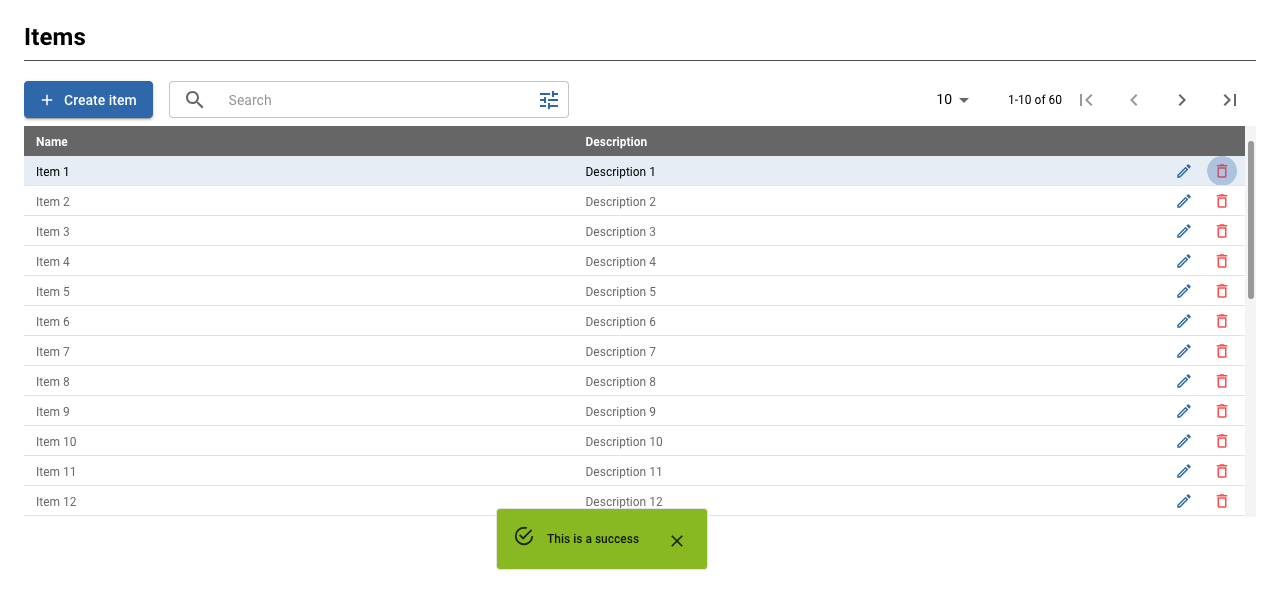 Items
Create item
Search
10
1-10 of 60
Name Description
Item 1 Description 1
Item 2 Description 2
Item 3 Description 3
Item 4 Description 4
Item 5 Description 5
Item 6 Description 6
Item 7 Description 7
Item 8 Description 8
Item 9 Description 9
Item 10 Description 10
Item 11 Description 11
Item 12 Description 12
This is a success